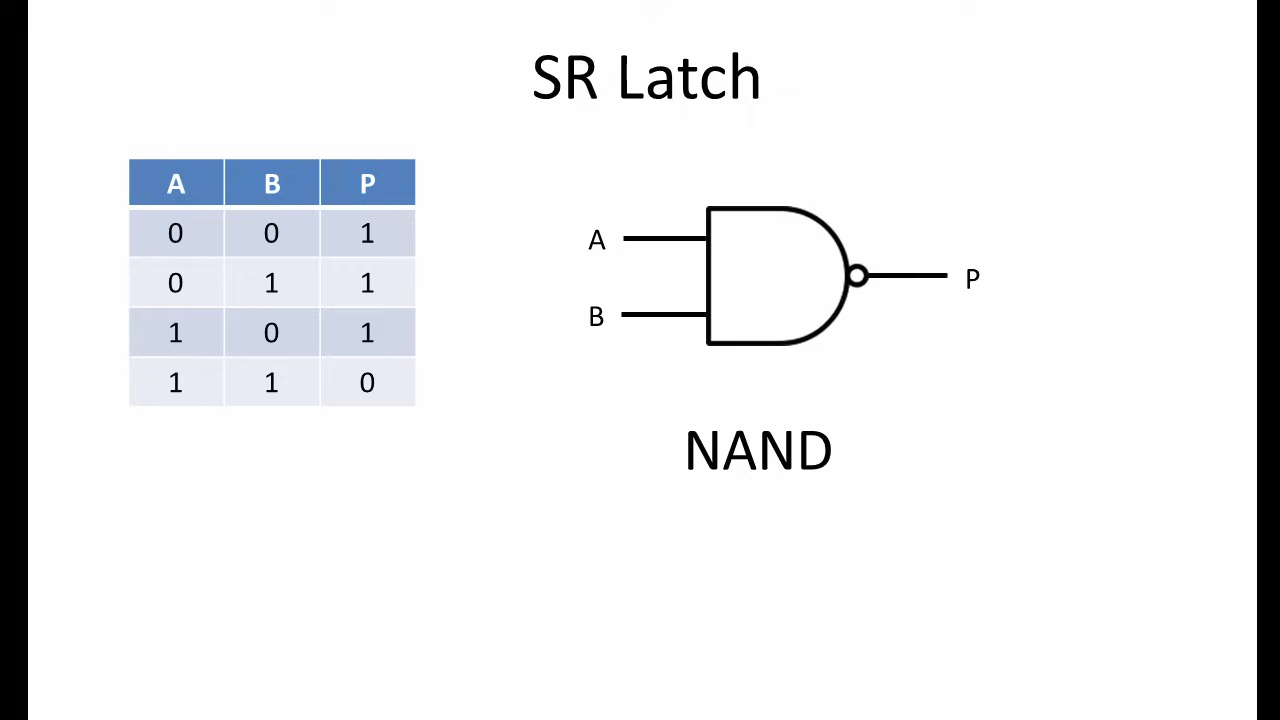 SR Latch
A B P
0 0 1
0 1 1
1 0 1
1 1 0
A
B
P
NAND